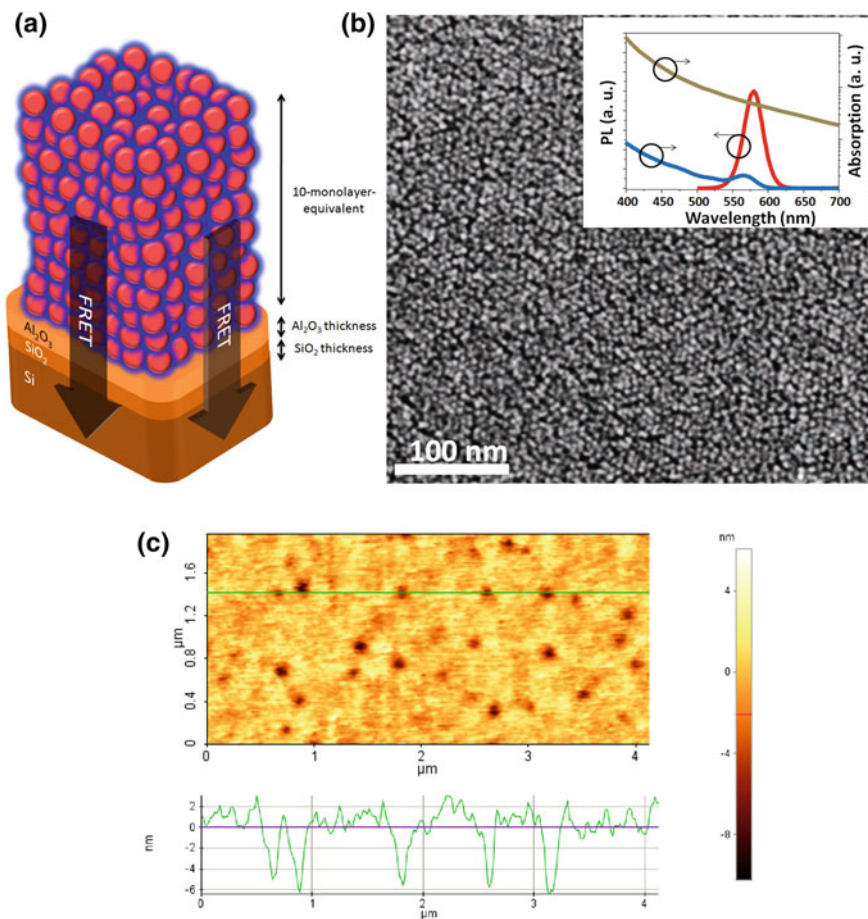 (a)
10-monolayer-
equivalent
FRET
FRET
Al₂O₃ thickness
SiO₂ thickness
Al₂O₃
SiO₂
Si
(b)
PL (a. u.)
Absorption (a. u.)
400 450 500 550 600 650 700
Wavelength (nm)
100 nm
(c)
µm
1.6
1.2
0.8
0.4
0
0 1 2 3 4
µm
nm
4
0
-4
-8
nm
2
0
-2
-4
-6
0 1 2 3 4
µm